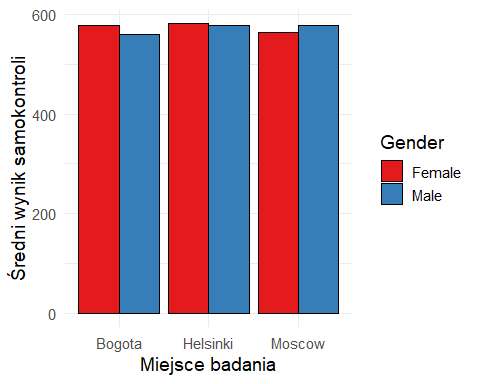 Średni wynik samokontroli
600
400
200
0
Bogota
Helsinki
Moscow
Miejsce badania
Gender
Female
Male